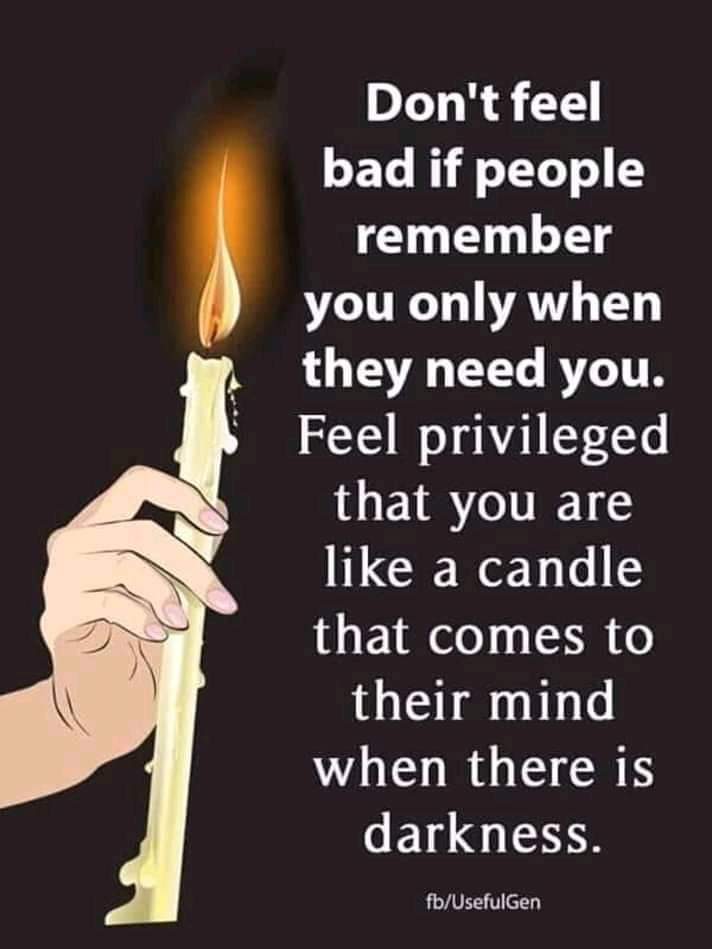 Don't feel
bad if people
remember
you only when
they need you.
Feel privileged
that you are
like a candle
that comes to
their mind
when there is
darkness.
fb/UsefulGen